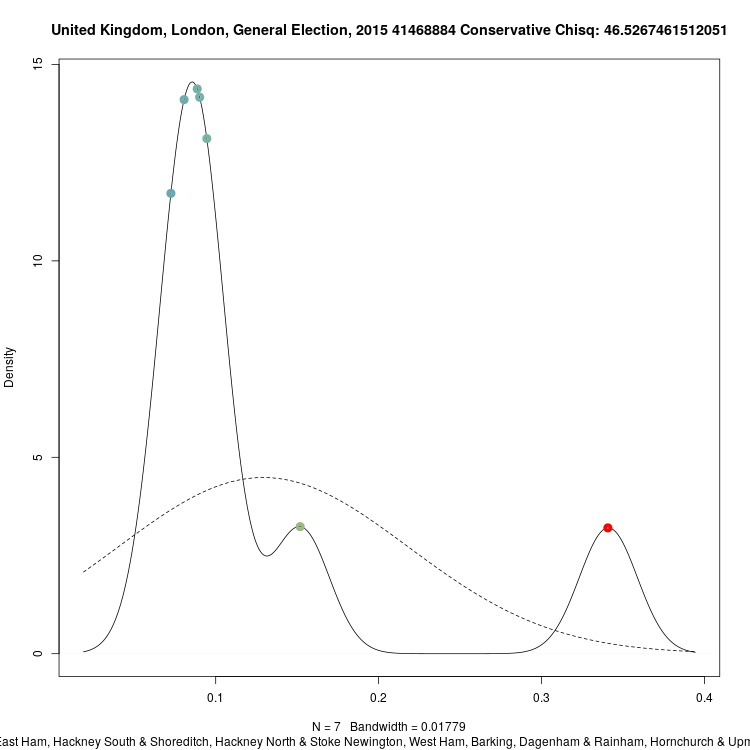 United Kingdom, London, General Election, 2015 41468884 Conservative Chisq: 46.5267461512051
15
10
5
0
Density
0.1 0.2 0.3 0.4
N = 7 Bandwidth = 0.01779
East Ham, Hackney South & Shoreditch, Hackney North & Stoke Newington, West Ham, Barking, Dagenham & Rainham, Hornchurch &